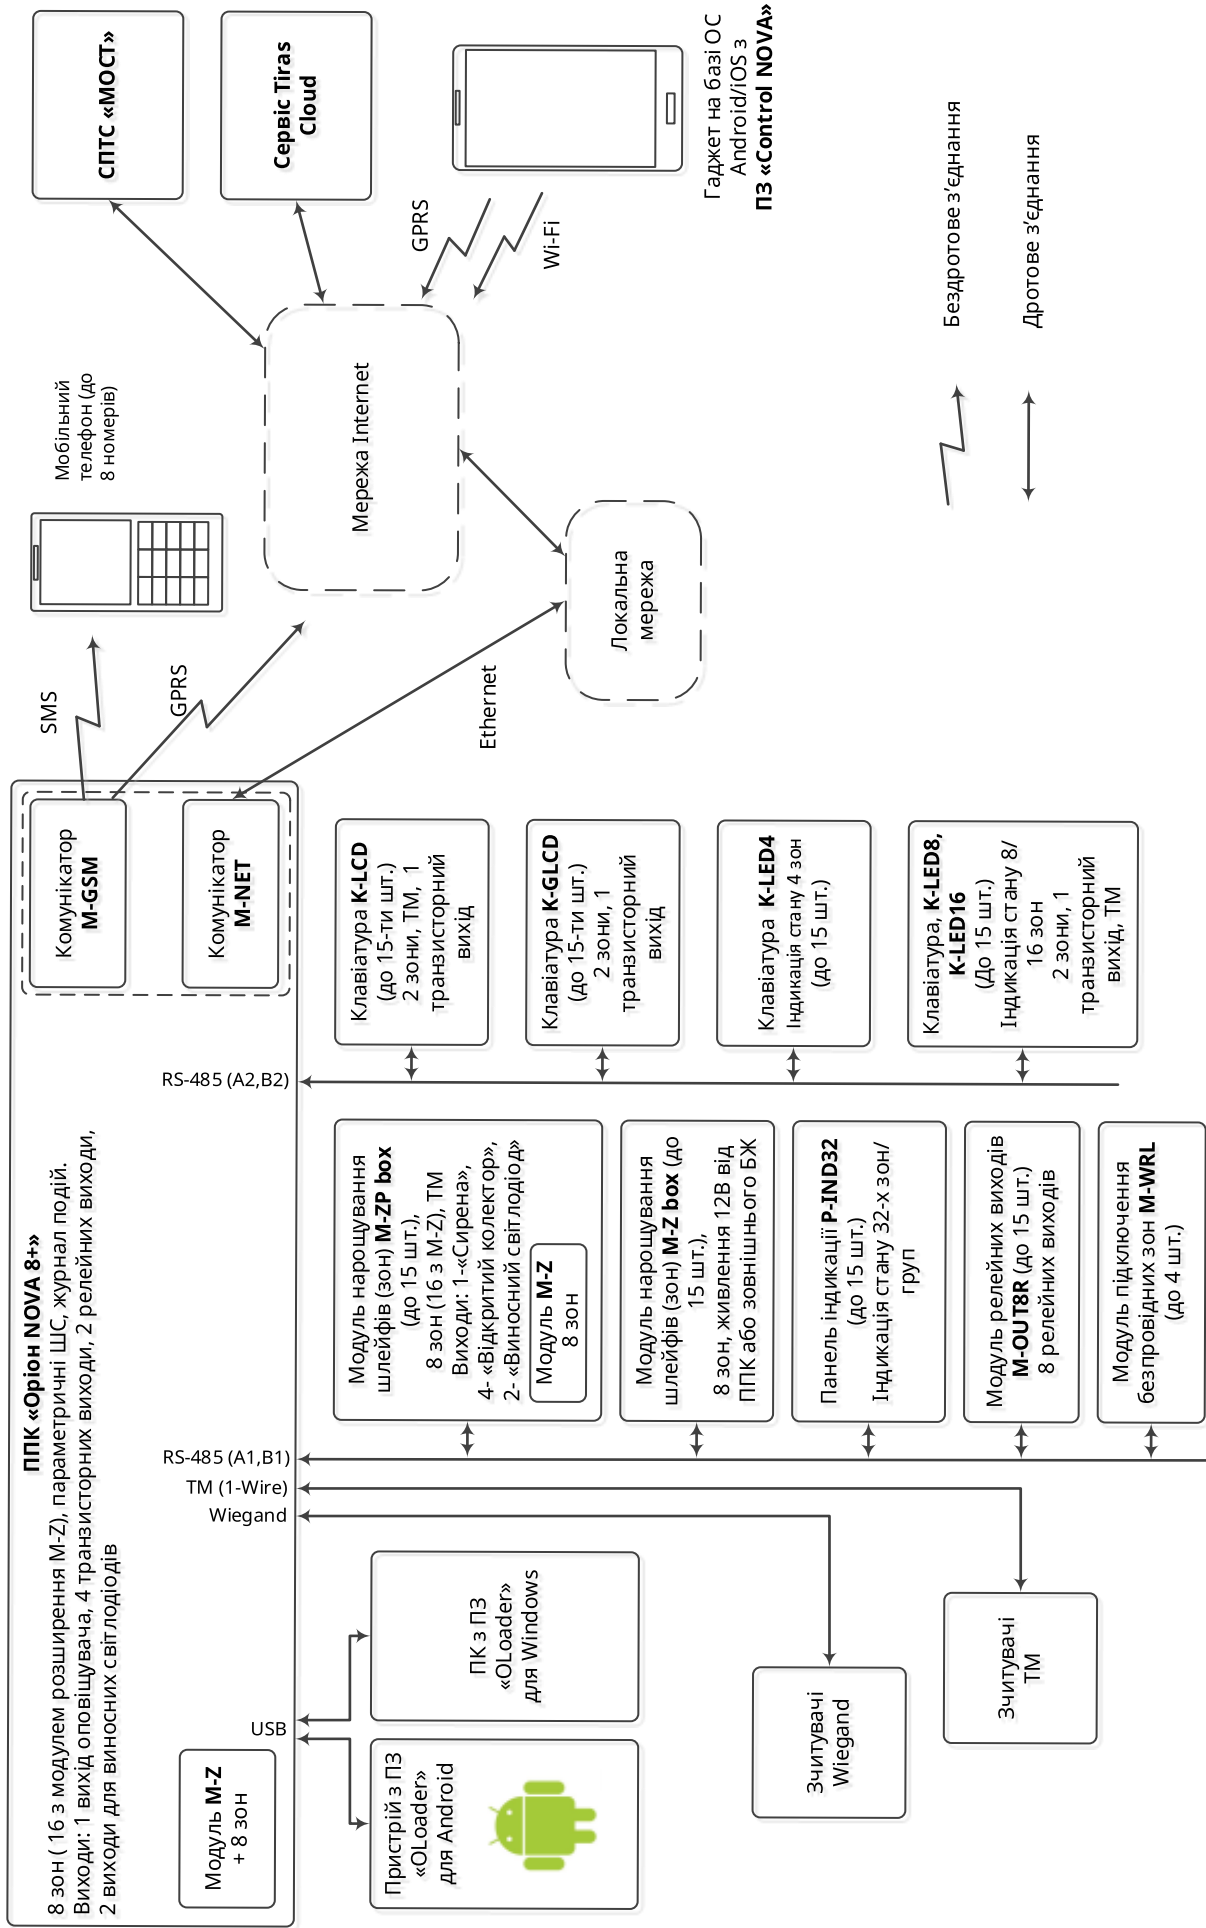 ППК «Оріон NOVA 8+»
8 зон ( 16 з модулем розширення M-Z), параметричні ШС, журнал подій.
Виходи: 1 вихід оповіщувача, 4 транзисторних виходи, 2 релейних виходи,
2 виходи для виносних світлодіодів
Модуль M-Z
+ 8 зон
USB
Wiegand
TM (1-Wire)
RS-485 (A1,B1)
RS-485 (A2,B2)
Комунікатор
M-GSM
Комунікатор
M-NET
SMS
GPRS
Ethernet
Мобільний
телефон (до
8 номерів)
Мережа Internet
Локальна
мережа
СПТС «МОСТ»
Сервіс Tiras
Cloud
GPRS
Wi-Fi
Гаджет на базі ОС
Android/iOS з
ПЗ «Control NOVA»
Пристрій з ПЗ
«OLoader»
для Android
ПК з ПЗ
«OLoader»
для Windows
Зчитувачі
Wiegand
Зчитувачі
TM
Модуль нарощування
шлейфів (зон) M-ZP box
(до 15 шт.),
8 зон (16 з M-Z), TM
Виходи: 1-«Сирена»,
4- «Відкритий колектор»,
2- «Виносний світлодіод»
Модуль M-Z
8 зон
Модуль нарощування
шлейфів (зон) M-Z box (до
15 шт.),
8 зон, живлення 12В від
ППК або зовнішнього БЖ
Панель індикації P-IND32
(до 15 шт.)
Індикація стану 32-х зон/
груп
Модуль релейних виходів
M-OUT8R (до 15 шт.)
8 релейних виходів
Модуль підключення
безпровідних зон M-WRL
(до 4 шт.)
Клавіатура K-LCD
(до 15-ти шт.)
2 зони, ТМ, 1
транзисторний
вихід
Клавіатура K-GLCD
(до 15-ти шт.)
2 зони, 1
транзисторний
вихід
Клавіатура K-LED4
Індикація стану 4 зон
(до 15 шт.)
Клавіатура, K-LED8,
K-LED16
(До 15 шт.)
Індикація стану 8/
16 зон
2 зони, 1
транзисторний
вихід, ТМ
Бездротове з’єднання
Дротове з’єднання